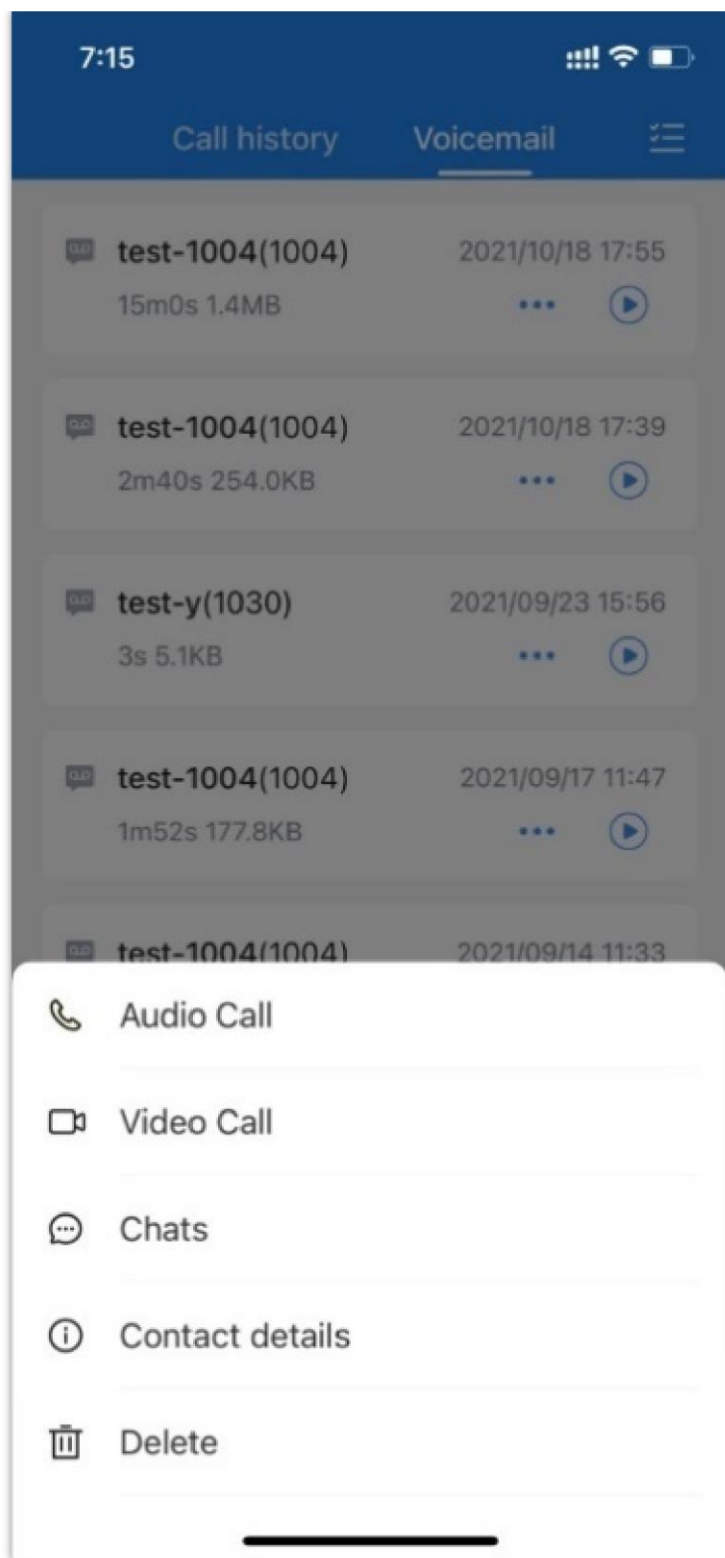 7:15
Call history Voicemail
test-1004(1004) 2021/10/18 17:55
15m0s 1.4MB
test-1004(1004) 2021/10/18 17:39
2m40s 254.0KB
test-y(1030) 2021/09/23 15:56
3s 5.1KB
test-1004(1004) 2021/09/17 11:47
1m52s 177.8KB
test-1004(1004) 2021/09/14 11:33
Audio Call
Video Call
Chats
Contact details
Delete